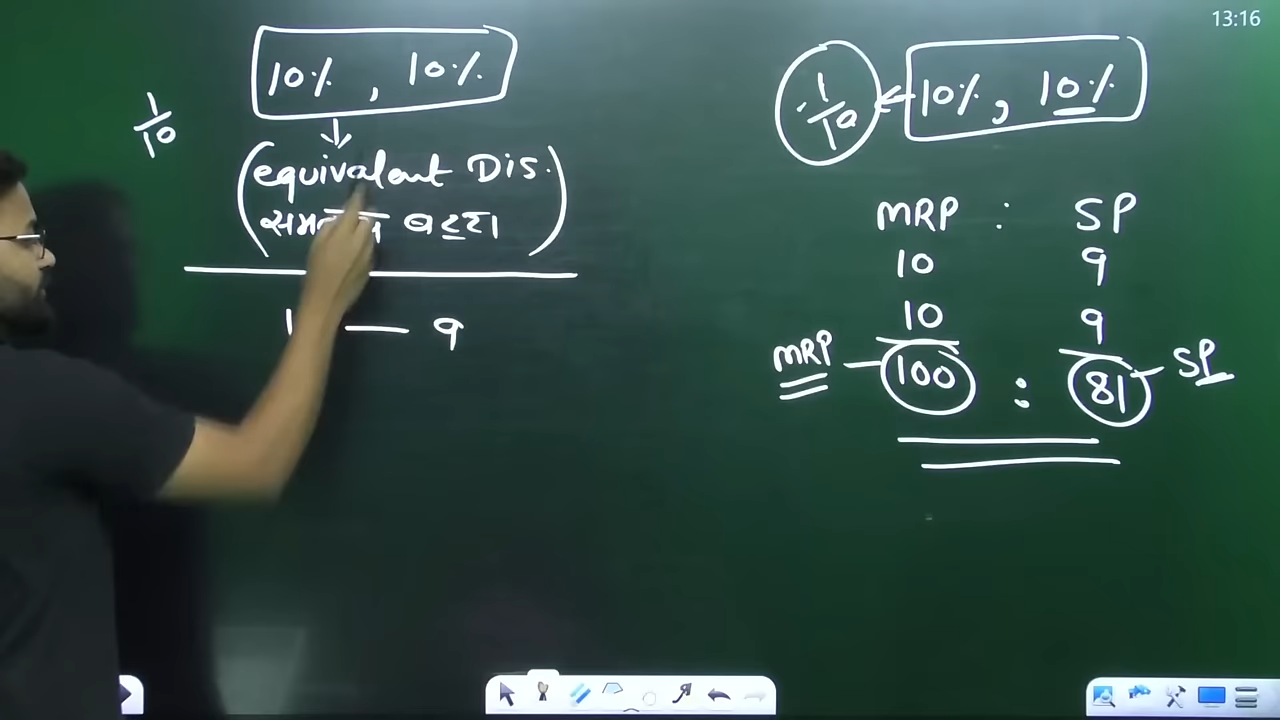 13:16
10%, 10%
1/10
(equivalent Dis.
1 — 9
1/10 ← 10%, 10%
MRP : SP
10 9
10 9
MRP — 100 : 81 — SP